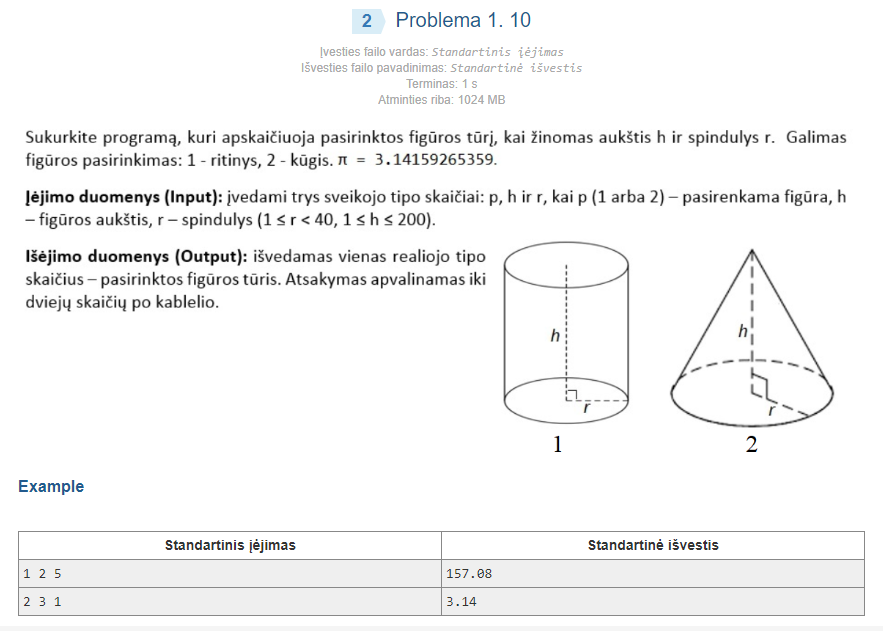 2 Problema 1. 10
Įvesties failo vardas: Standartinis įėjimas
Išvesties failo pavadinimas: Standartinė išvestis
Terminas: 1 s
Atminties riba: 1024 MB
Sukurkite programą, kuri apskaičiuoja pasirinktos figūros tūrį, kai žinomas aukštis h ir spindulys r. Galimas
figūros pasirinkimas: 1 - ritinys, 2 - kūgis. π = 3.14159265359.
Įėjimo duomenys (Input): įvedami trys sveikojo tipo skaičiai: p, h ir r, kai p (1 arba 2) – pasirenkama figūra, h
– figūros aukštis, r – spindulys (1 ≤ r < 40, 1 ≤ h ≤ 200).
Išėjimo duomenys (Output): išvedamas vienas realiojo tipo
skaičius – pasirinktos figūros tūris. Atsakymas apvalinamas iki
dviejų skaičių po kablelio.
h
r
1
h
r
2
Example
Standartinis įėjimas Standartinė išvestis
1 2 5 157.08
2 3 1 3.14